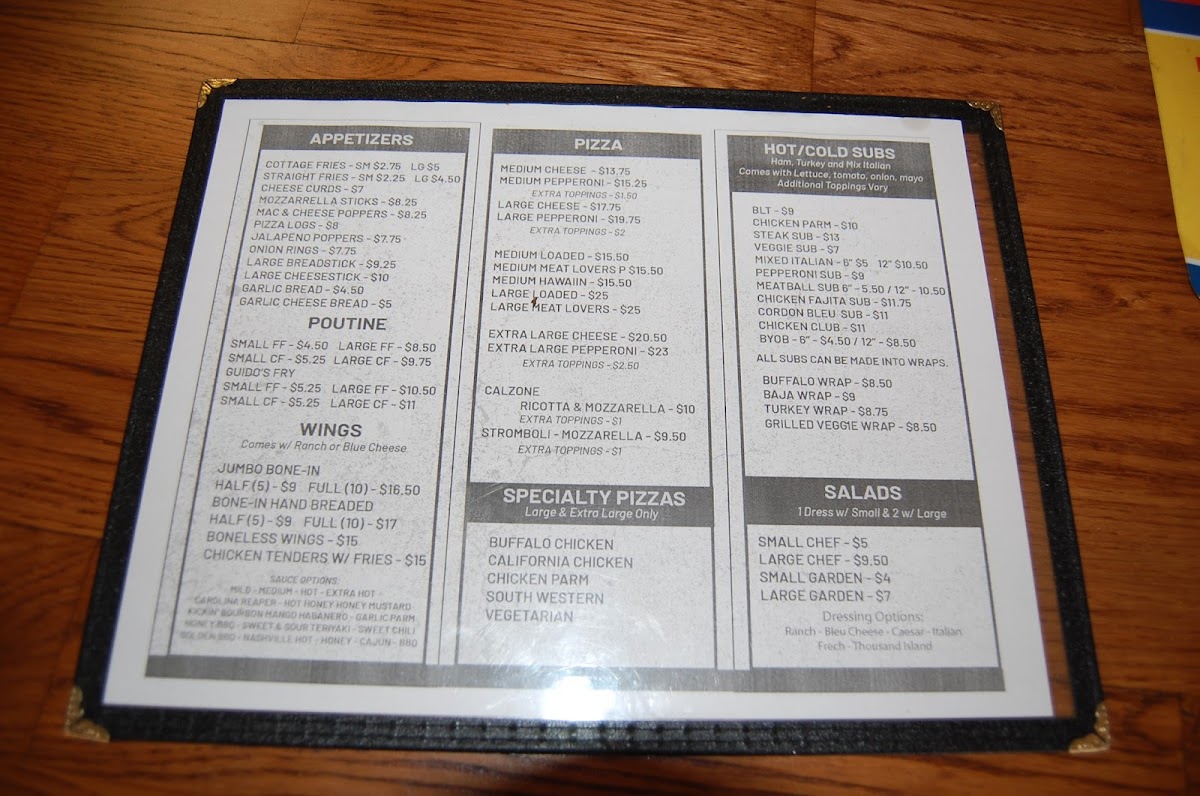 APPETIZERS
COTTAGE FRIES - SM $2.75 LG $5
STRAIGHT FRIES - SM $2.25 LG $4.50
CHEESE CURDS - $7
MOZZARRELLA STICKS - $8.25
MAC & CHEESE POPPERS - $8.25
PIZZA LOGS - $8
JALAPENO POPPERS - $7.75
ONION RINGS - $7.75
LARGE BREADSTICK - $9.25
LARGE CHEESESTICK - $10
GARLIC BREAD - $4.50
GARLIC CHEESE BREAD - $5
POUTINE
SMALL FF - $4.50 LARGE FF - $8.50
SMALL CF - $5.25 LARGE CF - $9.75
GUIDO'S FRY
SMALL FF - $5.25 LARGE FF - $10.50
SMALL CF - $5.25 LARGE CF - $11
WINGS
Comes w/ Ranch or Blue Cheese
JUMBO BONE-IN
HALF (5) - $9 FULL (10) - $16.50
BONE-IN HAND BREADED
HALF (5) - $9 FULL (10) - $17
BONELESS WINGS - $15
CHICKEN TENDERS W/ FRIES - $15
SAUCE OPTIONS:
MILD - MEDIUM - HOT - EXTRA HOT -
CAROLINA REAPER - HOT HONEY HONEY MUSTARD
KICKIN' BOURBON MANGO HABANERO - GARLIC PARM
HONEY BBQ - SWEET & SOUR TERIYAKI - SWEET CHILI
GOLDEN BBQ - NASHVILLE HOT - HONEY - CAJUN - BBQ
PIZZA
MEDIUM CHEESE - $13.75
MEDIUM PEPPERONI - $15.25
EXTRA TOPPINGS - $1.50
LARGE CHEESE - $17.75
LARGE PEPPERONI - $19.75
EXTRA TOPPINGS - $2
MEDIUM LOADED - $15.50
MEDIUM MEAT LOVERS P $15.50
MEDIUM HAWAIIN - $15.50
LARGE LOADED - $25
LARGE MEAT LOVERS - $25
EXTRA LARGE CHEESE - $20.50
EXTRA LARGE PEPPERONI - $23
EXTRA TOPPINGS - $2.50
CALZONE
RICOTTA & MOZZARELLA - $10
EXTRA TOPPINGS - $1
STROMBOLI - MOZZARELLA - $9.50
EXTRA TOPPINGS - $1
SPECIALTY PIZZAS
Large & Extra Large Only
BUFFALO CHICKEN
CALIFORNIA CHICKEN
CHICKEN PARM
SOUTH WESTERN
VEGETARIAN
HOT/COLD SUBS
Ham, Turkey and Mix Italian
Comes with Lettuce, tomato, onion, mayo
Additional Toppings Vary
BLT - $9
CHICKEN PARM - $10
STEAK SUB - $13
VEGGIE SUB - $7
MIXED ITALIAN - 6" $5 12" $10.50
PEPPERONI SUB - $9
MEATBALL SUB 6" - 5.50 / 12" - 10.50
CHICKEN FAJITA SUB - $11.75
CORDON BLEU SUB - $11
CHICKEN CLUB - $11
BYOB - 6" - $4.50 / 12" - $8.50
ALL SUBS CAN BE MADE INTO WRAPS.
BUFFALO WRAP - $8.50
BAJA WRAP - $9
TURKEY WRAP - $8.75
GRILLED VEGGIE WRAP - $8.50
SALADS
1 Dress w/ Small & 2 w/ Large
SMALL CHEF - $5
LARGE CHEF - $9.50
SMALL GARDEN - $4
LARGE GARDEN - $7
Dressing Options:
Ranch - Bleu Cheese - Caesar - Italian
Frech - Thousand Island